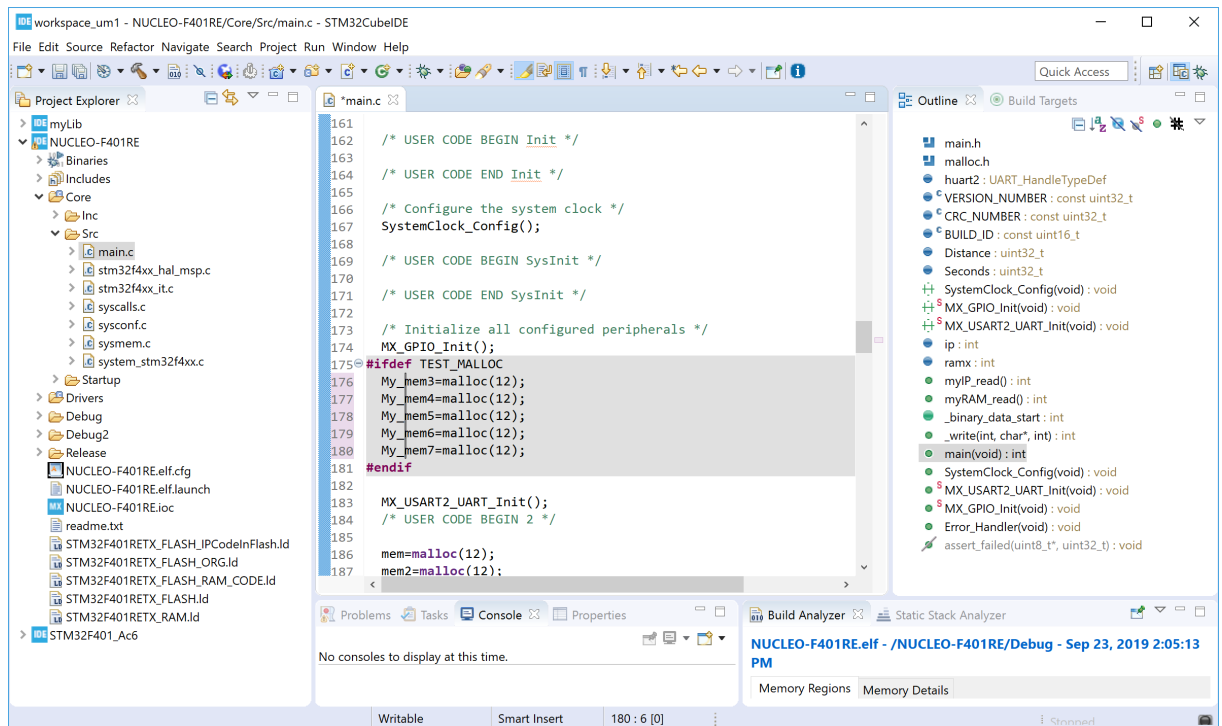 IDE workspace_um1 - NUCLEO-F401RE/Core/Src/main.c - STM32CubeIDE
File Edit Source Refactor Navigate Search Project Run Window Help
Quick Access
Project Explorer
myLib
NUCLEO-F401RE
Binaries
Includes
Core
Inc
Src
main.c
stm32f4xx_hal_msp.c
stm32f4xx_it.c
syscalls.c
sysconf.c
sysmem.c
system_stm32f4xx.c
Startup
Drivers
Debug
Debug2
Release
NUCLEO-F401RE.elf.cfg
NUCLEO-F401RE.elf.launch
NUCLEO-F401RE.ioc
readme.txt
STM32F401RETX_FLASH_IPCodeInFlash.ld
STM32F401RETX_FLASH_ORG.ld
STM32F401RETX_FLASH_RAM_CODE.ld
STM32F401RETX_FLASH.ld
STM32F401RETX_RAM.ld
STM32F401_Ac6
*main.c
161
162 /* USER CODE BEGIN Init */
163
164 /* USER CODE END Init */
165
166 /* Configure the system clock */
167 SystemClock_Config();
168
169 /* USER CODE BEGIN SysInit */
170
171 /* USER CODE END SysInit */
172
173 /* Initialize all configured peripherals */
174 MX_GPIO_Init();
175 #ifdef TEST_MALLOC
176 My_mem3=malloc(12);
177 My_mem4=malloc(12);
178 My_mem5=malloc(12);
179 My_mem6=malloc(12);
180 My_mem7=malloc(12);
181 #endif
182
183 MX_USART2_UART_Init();
184 /* USER CODE BEGIN 2 */
185
186 mem=malloc(12);
187 mem2=malloc(12);
Outline Build Targets
main.h
malloc.h
huart2 : UART_HandleTypeDef
VERSION_NUMBER : const uint32_t
CRC_NUMBER : const uint32_t
BUILD_ID : const uint16_t
Distance : uint32_t
Seconds : uint32_t
SystemClock_Config(void) : void
MX_GPIO_Init(void) : void
MX_USART2_UART_Init(void) : void
ip : int
ramx : int
myIP_read() : int
myRAM_read() : int
_binary_data_start : int
_write(int, char*, int) : int
main(void) : int
SystemClock_Config(void) : void
MX_USART2_UART_Init(void) : void
MX_GPIO_Init(void) : void
Error_Handler(void) : void
assert_failed(uint8_t*, uint32_t) : void
Problems Tasks Console Properties
No consoles to display at this time.
Build Analyzer Static Stack Analyzer
NUCLEO-F401RE.elf - /NUCLEO-F401RE/Debug - Sep 23, 2019 2:05:13
PM
Memory Regions Memory Details
Writable Smart Insert 180 : 6 [0] Stopped